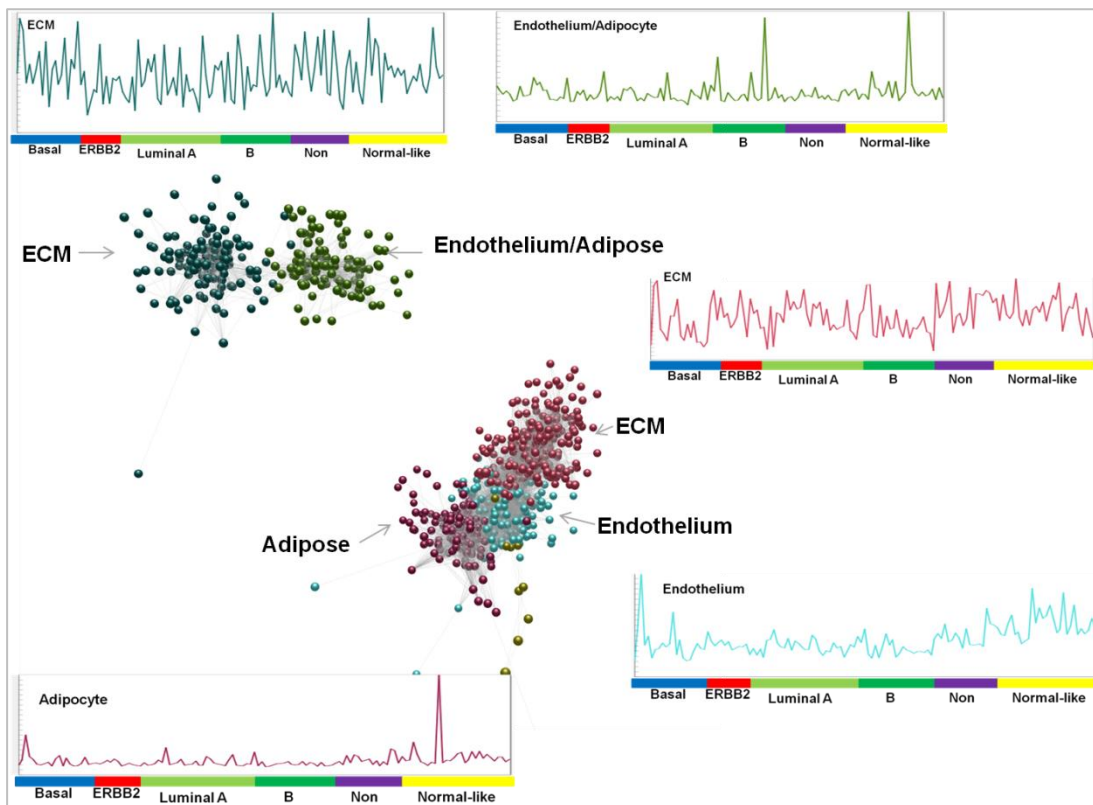 ECM
Basal ERBB2 Luminal A B Non Normal-like
Endothelium/Adipocyte
Basal ERBB2 Luminal A B Non Normal-like
ECM
Endothelium/Adipose
ECM
Basal ERBB2 Luminal A B Non Normal-like
ECM
Adipose
Endothelium
Endothelium
Basal ERBB2 Luminal A B Non Normal-like
Adipocyte
Basal ERBB2 Luminal A B Non Normal-like